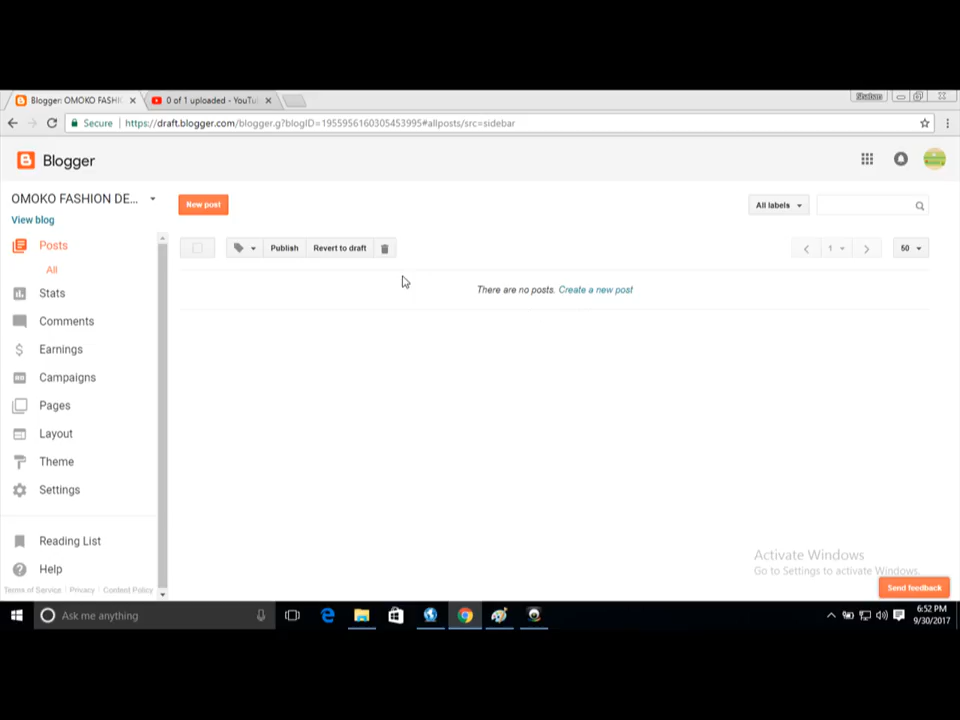 Blogger: OMOKO FASHI
0 of 1 uploaded - YouTu
Secure
https://draft.blogger.com/blogger.g?blogID=1955956160305453995#allposts/src=sidebar
Blogger
OMOKO FASHION DE...
View blog
New post
All labels
Posts
All
Publish
Revert to draft
1
50
There are no posts. Create a new post
Stats
Comments
Earnings
Campaigns
Pages
Layout
Theme
Settings
Reading List
Help
Terms of Service | Privacy | Content Policy
Activate Windows
Go to Settings to activate Windows.
Send feedback
Ask me anything
6:52 PM
9/30/2017